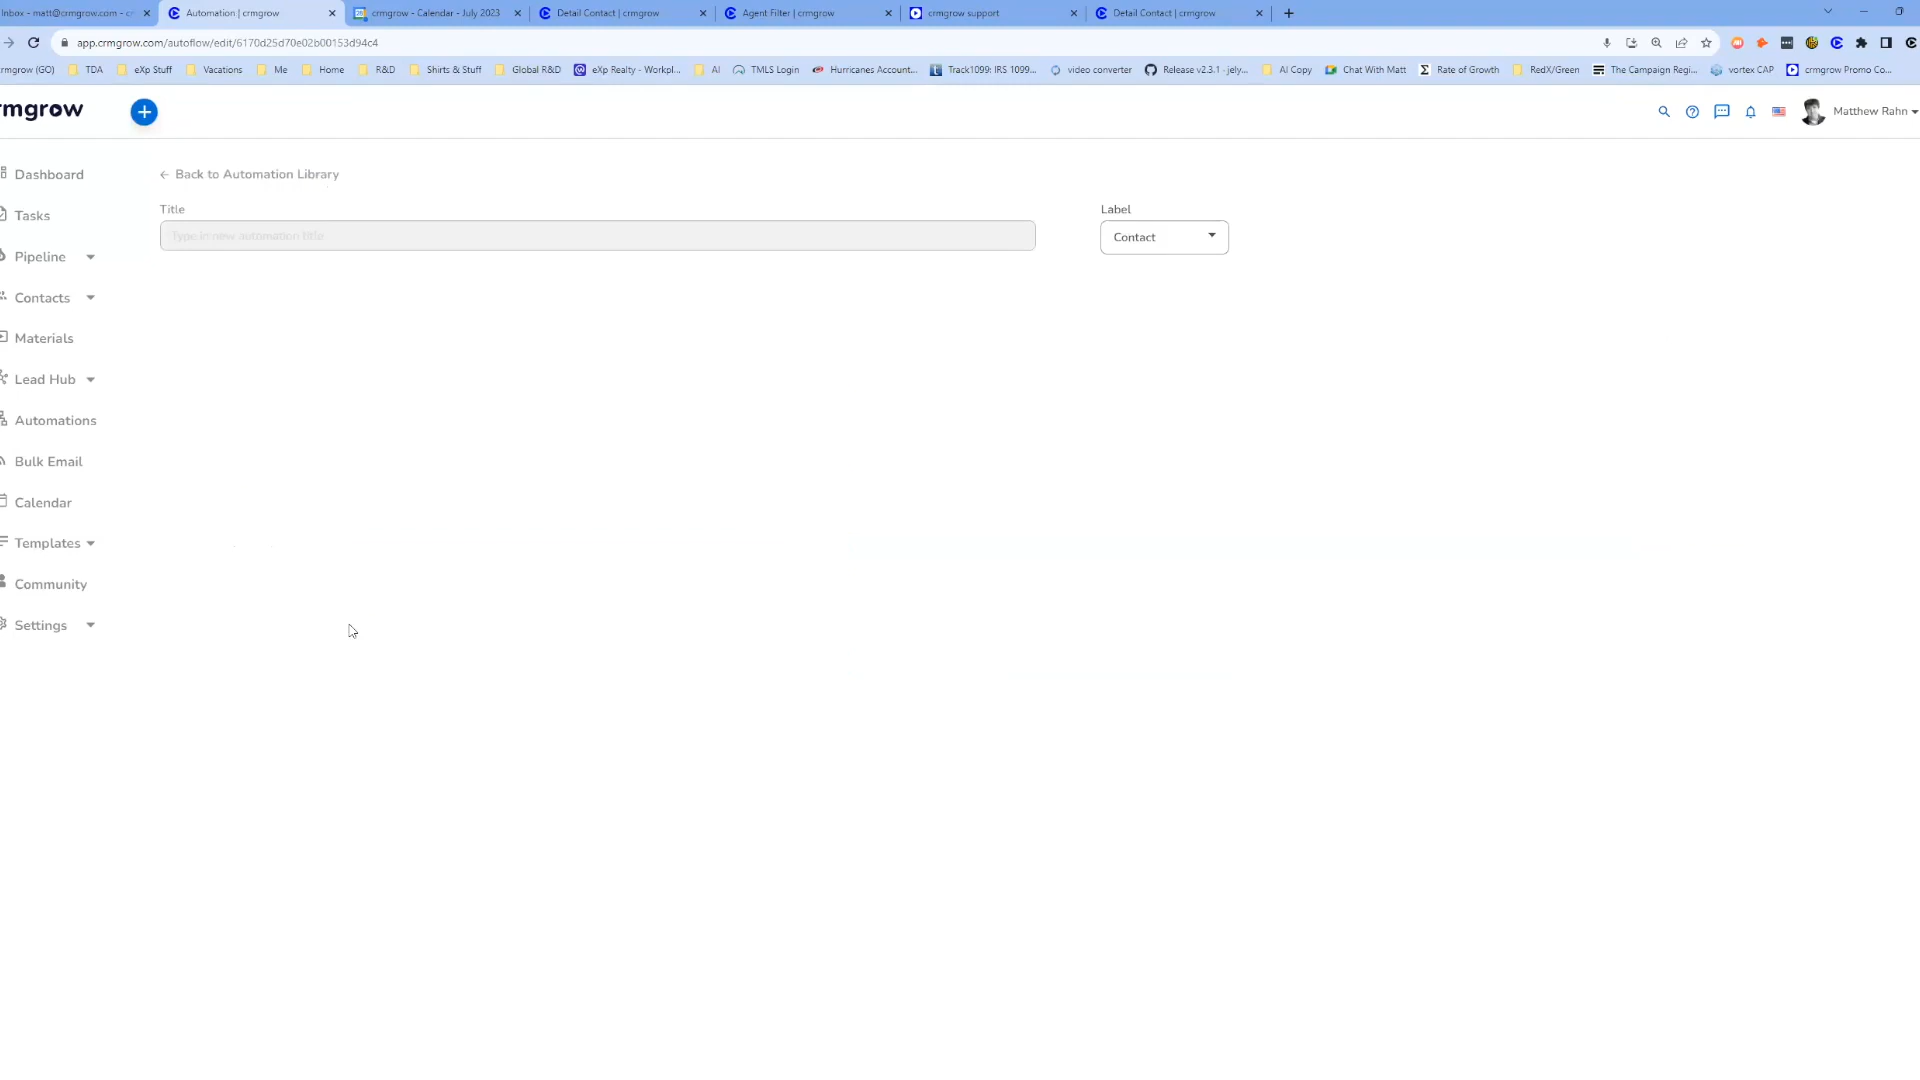 Inbox - matt@crmgrow.com - cr
Automation | crmgrow
crmgrow - Calendar - July 2023
Detail Contact | crmgrow
Agent Filter | crmgrow
crmgrow support
Detail Contact | crmgrow
app.crmgrow.com/autoflow/edit/6170d25d70e02b00153d94c4
rmgrow (GO)
TDA
eXp Stuff
Vacations
Me
Home
R&D
Shirts & Stuff
Global R&D
eXp Realty - Workpl...
AI
TMLS Login
Hurricanes Account...
Track1099: IRS 1099...
video converter
Release v2.3.1 - jely...
AI Copy
Chat With Matt
Rate of Growth
RedX/Green
The Campaign Regi...
vortex CAP
crmgrow Promo Co...
rmgrow
Matthew Rahn
Dashboard
Tasks
Pipeline
Contacts
Materials
Lead Hub
Automations
Bulk Email
Calendar
Templates
Community
Settings
← Back to Automation Library
Title
Type in new automation title
Label
Contact